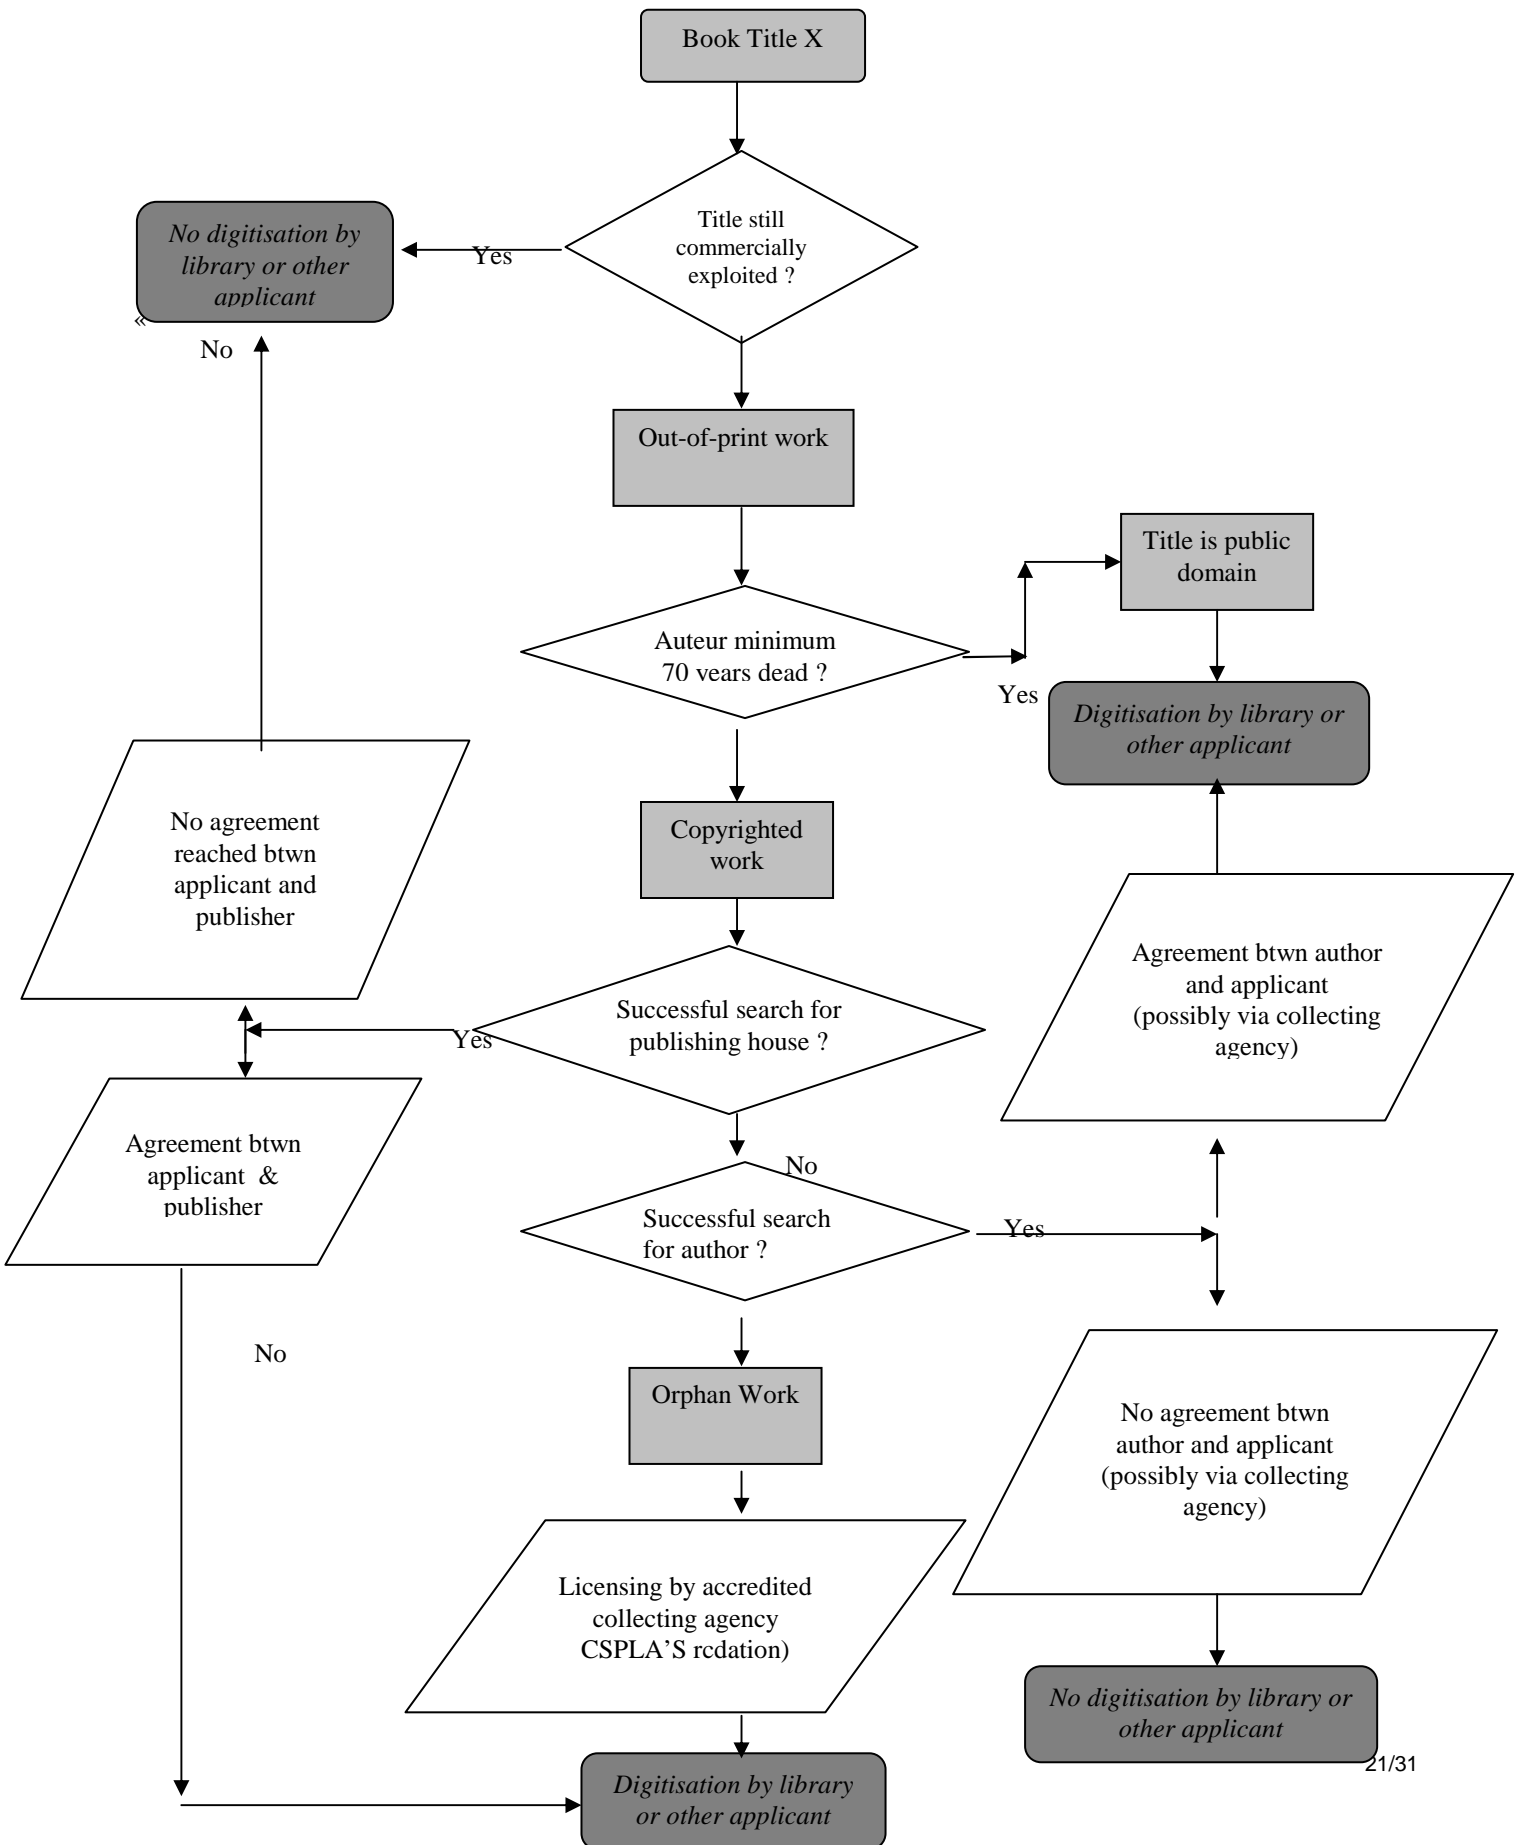 Book Title X
Title still
commercially
exploited ?
Yes
No digitisation by
library or other
applicant
«
No
Out-of-print work
Title is public
domain
Auteur minimum
70 years dead ?
Yes
Digitisation by library or
other applicant
Copyrighted
work
No agreement
reached btwn
applicant and
publisher
Agreement btwn author
and applicant
(possibly via collecting
agency)
Successful search for
publishing house ?
Yes
Agreement btwn
applicant &
publisher
No
Successful search
for author ?
Yes
No
Orphan Work
No agreement btwn
author and applicant
(possibly via collecting
agency)
Licensing by accredited
collecting agency
CSPLA'S rcdation)
No digitisation by library or
other applicant
21/31
Digitisation by library
or other applicant